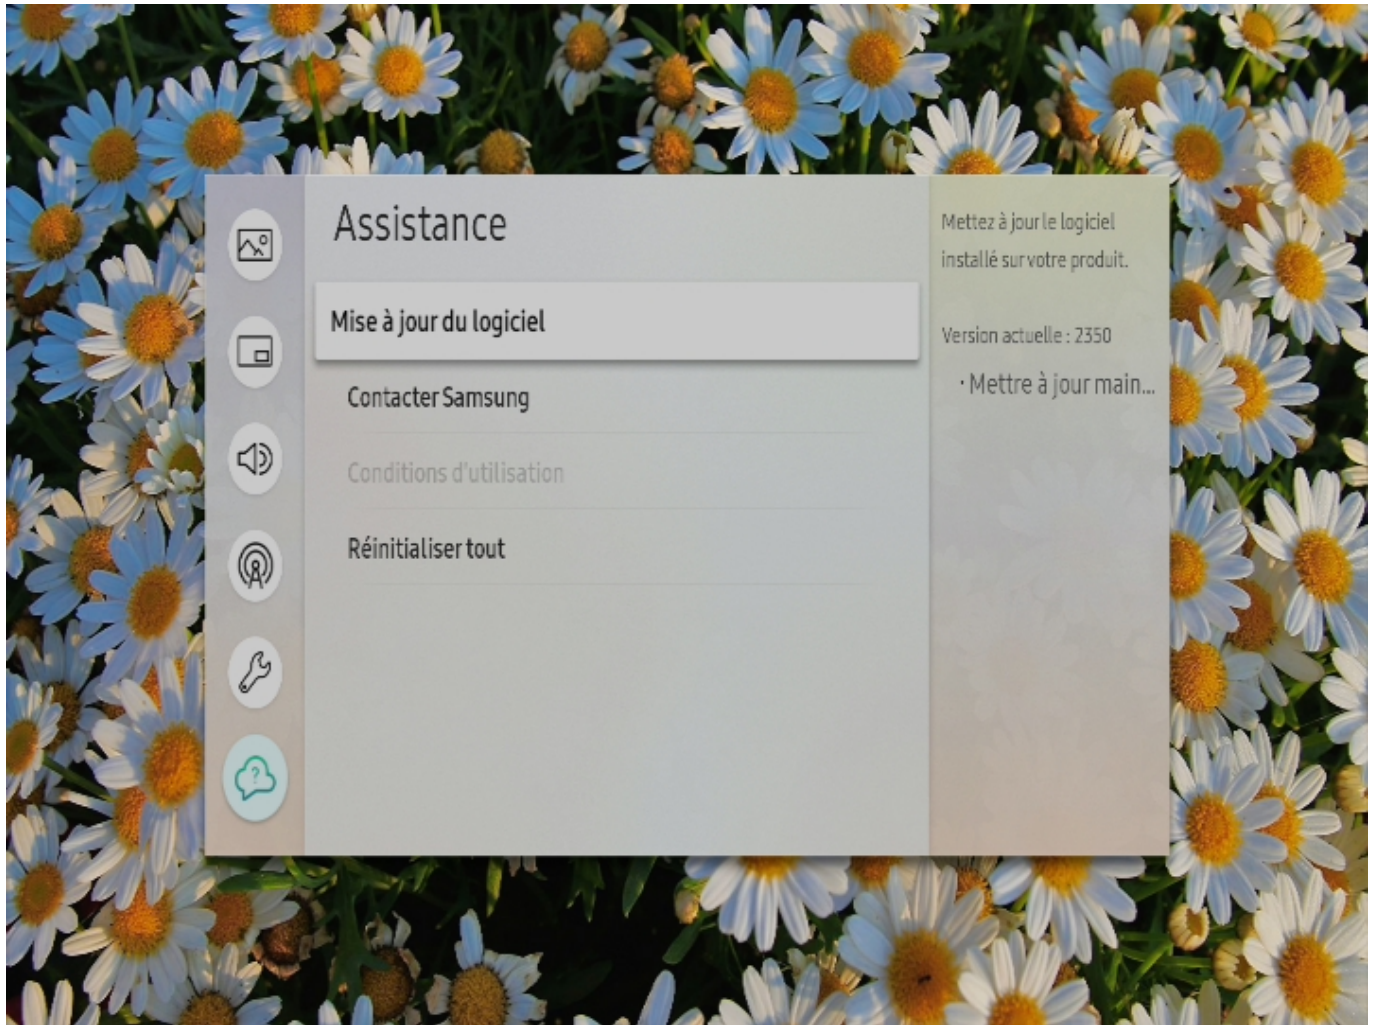 Assistance
Mise à jour du logiciel
Contacter Samsung
Conditions d'utilisation
Réinitialiser tout
Mettez à jour le logiciel
installé sur votre produit.
Version actuelle : 2350
· Mettre à jour main...
?